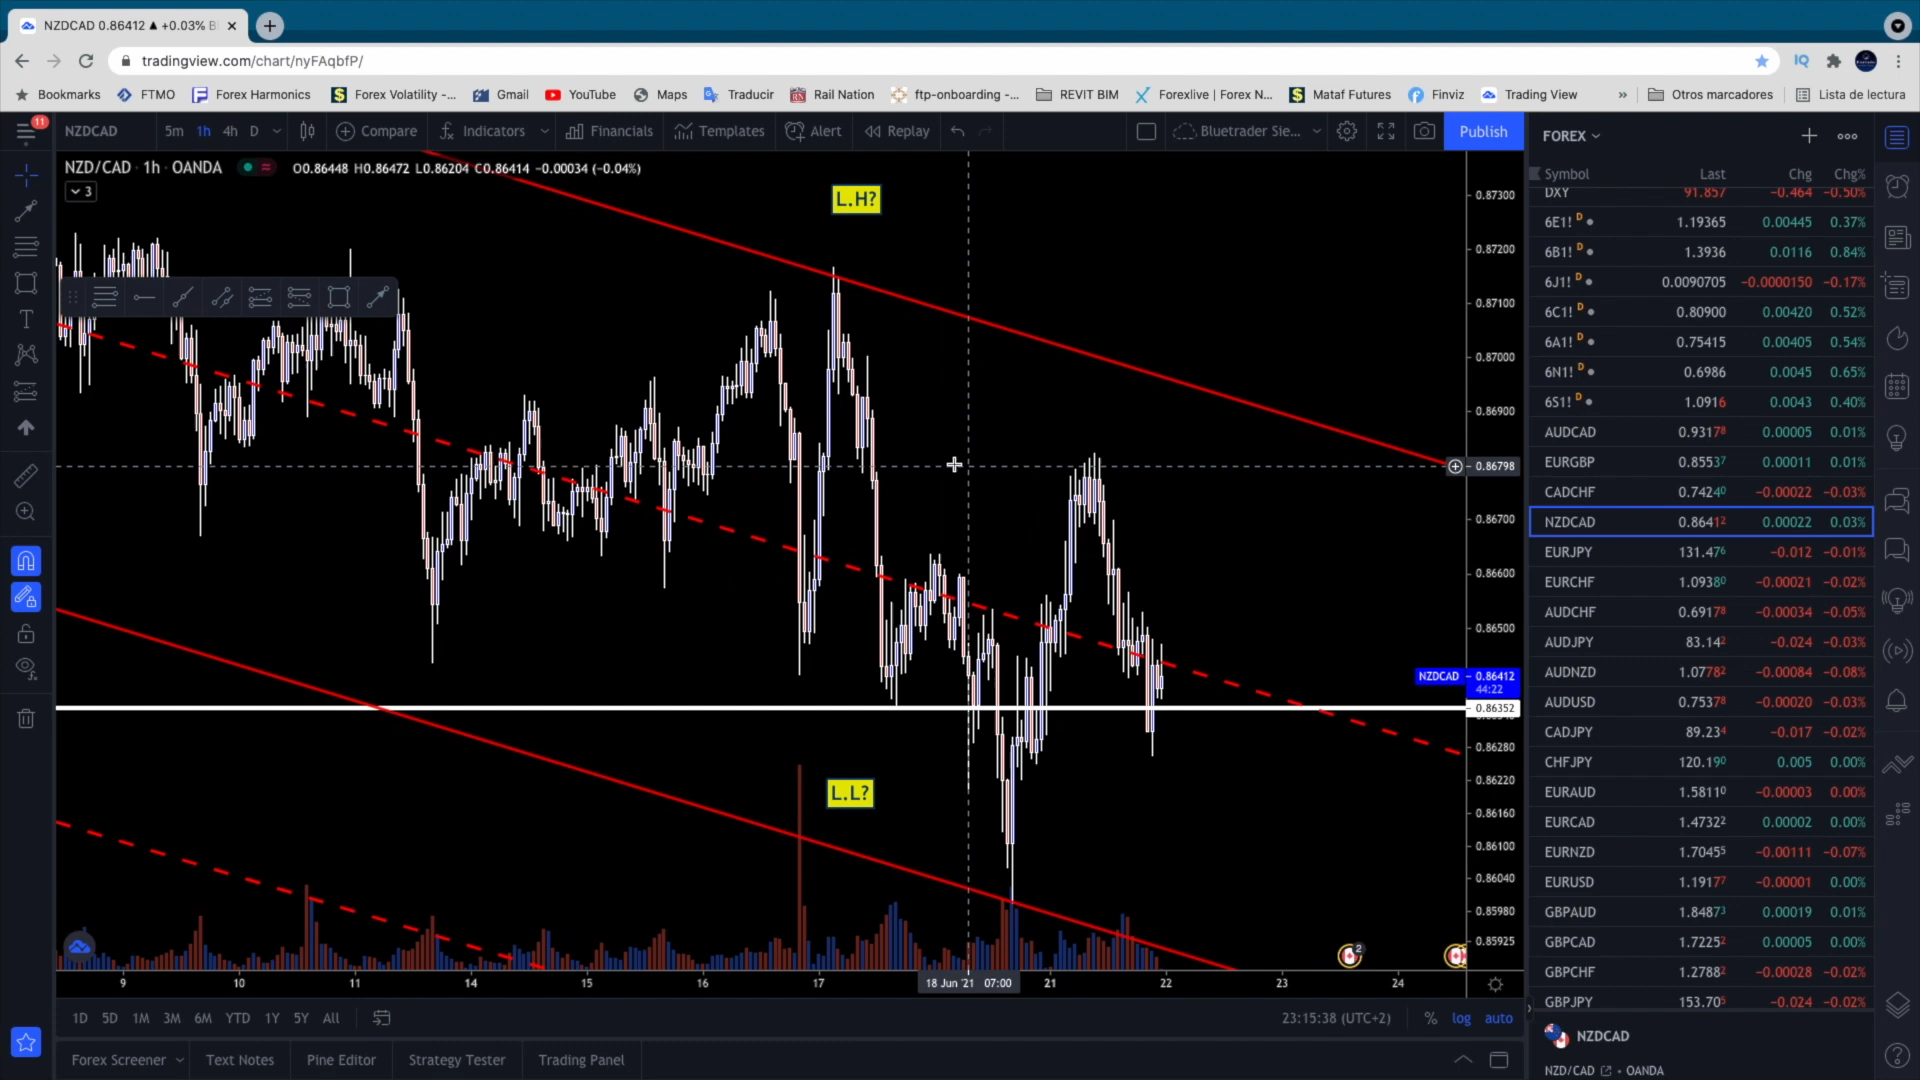 NZDCAD 0.86412 ▲ +0.03% B
tradingview.com/chart/nyFAqbfP/
IQ
Bookmarks FTMO Forex Harmonics Forex Volatility -... Gmail YouTube Maps Traducir Rail Nation ftp-onboarding -... REVIT BIM Forexlive | Forex N... Mataf Futures Finviz Trading View » Otros marcadores Lista de lectura
11 NZDCAD 5m 1h 4h D Compare Indicators Financials Templates Alert Replay Bluetrader Sie... Publish
NZD/CAD · 1h · OANDA O0.86448 H0.86472 L0.86204 C0.86414 −0.00034 (−0.04%)
3
L.H?
L.L?
0.87300
0.87200
0.87100
0.87000
0.86900
0.86798
0.86700
0.86600
0.86500
NZDCAD 0.86412
44:22
0.86352
0.86280
0.86220
0.86160
0.86100
0.86040
0.85980
0.85925
2
9 10 11 14 15 16 17 18 Jun '21 07:00 21 22 23 24
1D 5D 1M 3M 6M YTD 1Y 5Y All 23:15:38 (UTC+2) % log auto
Forex Screener Text Notes Pine Editor Strategy Tester Trading Panel
FOREX
Symbol Last Chg Chg%
DXY 91.857 −0.464 −0.50%
6E1! D 1.19365 0.00445 0.37%
6B1! D 1.3936 0.0116 0.84%
6J1! D 0.0090705 −0.0000150 −0.17%
6C1! D 0.80900 0.00420 0.52%
6A1! D 0.75415 0.00405 0.54%
6N1! D 0.6986 0.0045 0.65%
6S1! D 1.0916 0.0043 0.40%
AUDCAD 0.93178 0.00005 0.01%
EURGBP 0.85537 0.00011 0.01%
CADCHF 0.74240 −0.00022 −0.03%
NZDCAD 0.86412 0.00022 0.03%
EURJPY 131.476 −0.012 −0.01%
EURCHF 1.09380 −0.00021 −0.02%
AUDCHF 0.69178 −0.00034 −0.05%
AUDJPY 83.142 −0.024 −0.03%
AUDNZD 1.07782 −0.00084 −0.08%
AUDUSD 0.75378 −0.00020 −0.03%
CADJPY 89.234 −0.017 −0.02%
CHFJPY 120.190 0.005 0.00%
EURAUD 1.58110 −0.00003 0.00%
EURCAD 1.47322 0.00002 0.00%
EURNZD 1.70455 −0.00111 −0.07%
EURUSD 1.19177 −0.00001 0.00%
GBPAUD 1.84873 0.00019 0.01%
GBPCAD 1.72252 0.00005 0.00%
GBPCHF 1.27882 −0.00028 −0.02%
GBPJPY 153.705 −0.024 −0.02%
NZDCAD
NZD/CAD • OANDA